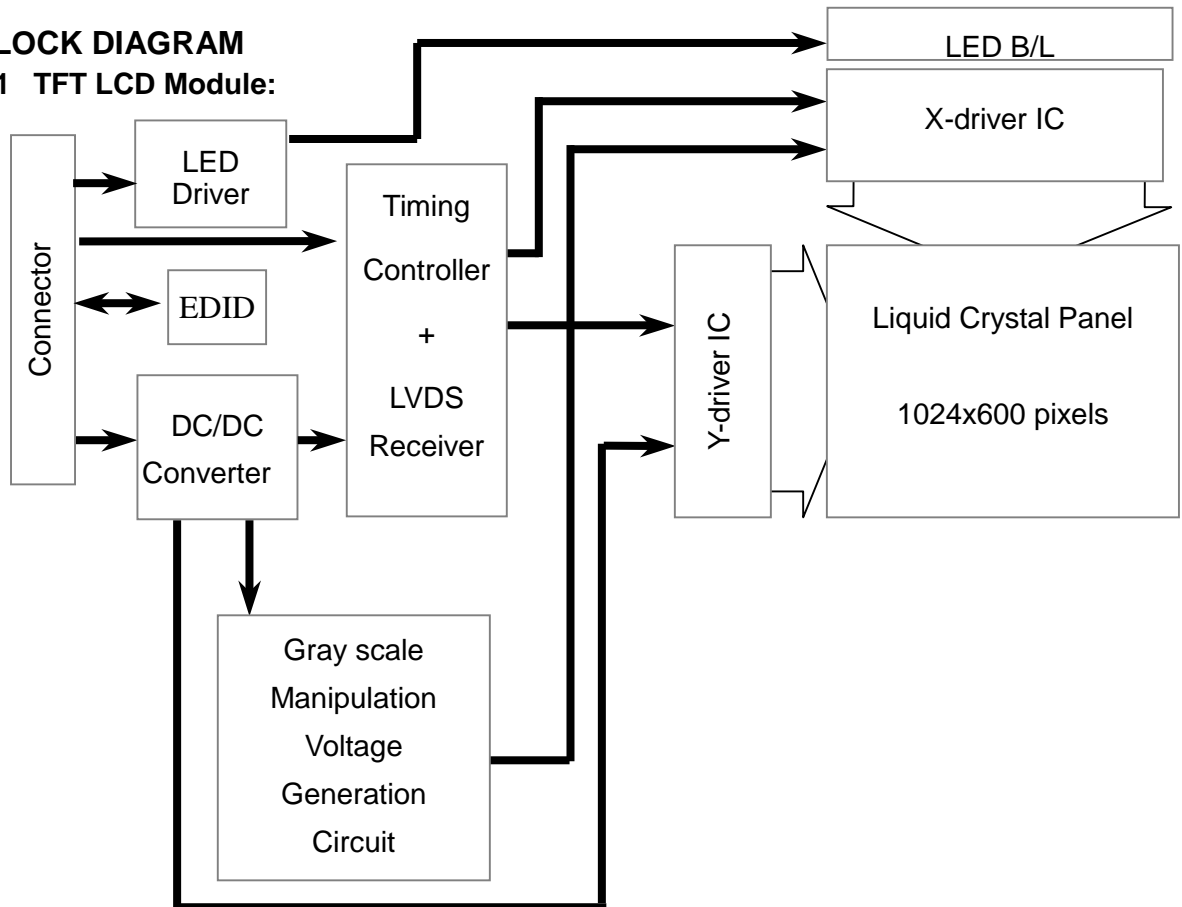 LOCK DIAGRAM
1 TFT LCD Module:
LED B/L
X-driver IC
LED
Driver
Timing
Controller
+
LVDS
Receiver
Connector
EDID
DC/DC
Converter
Y-driver IC
Liquid Crystal Panel
1024x600 pixels
Gray scale
Manipulation
Voltage
Generation
Circuit